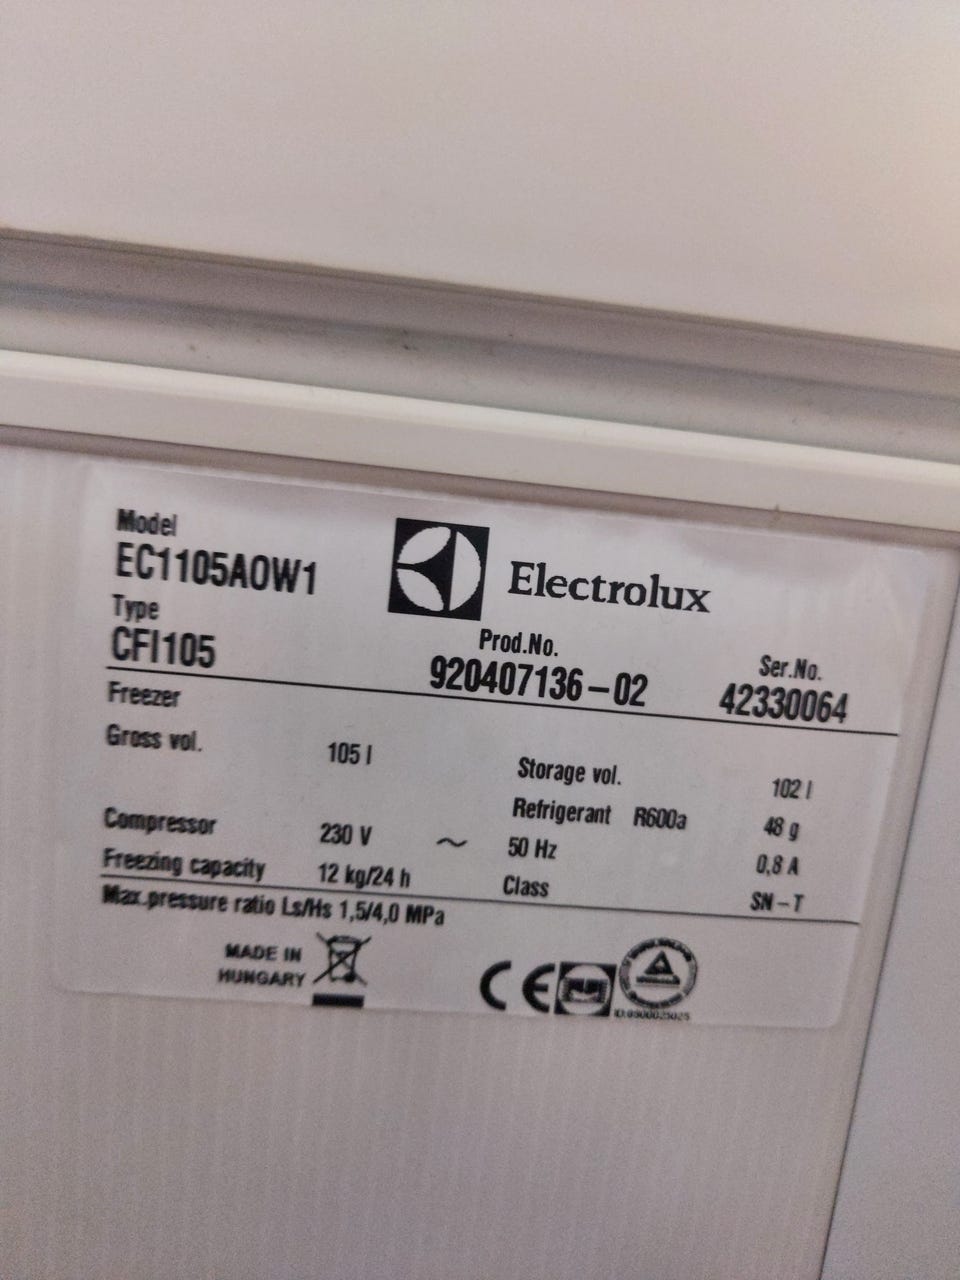 Model
EC1105AOW1
Electrolux
Type
CFI105
Prod.No.
920407136-02
Ser.No.
42330064
Freezer
Gross vol. 105 l
Storage vol. 102 l
Refrigerant R600a 48 g
Compressor 230 V ~ 50 Hz 0,8 A
Freezing capacity 12 kg/24 h
Class SN-T
Max.pressure ratio Ls/Hs 1,5/4,0 MPa
MADE IN
HUNGARY
CE